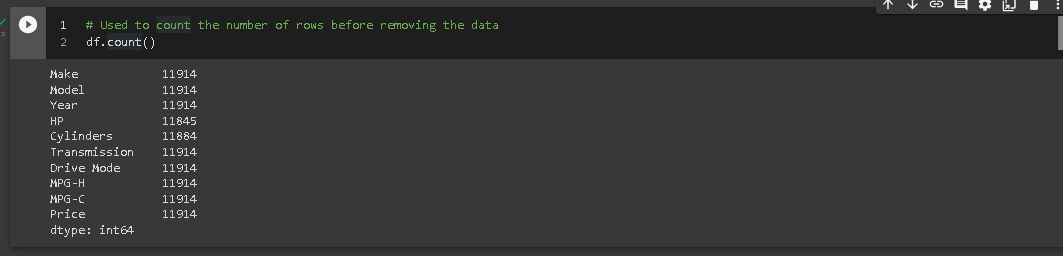 1 # Used to count the number of rows before removing the data
2 df.count()
Make 11914
Model 11914
Year 11914
HP 11845
Cylinders 11884
Transmission 11914
Drive Mode 11914
MPG-H 11914
MPG-C 11914
Price 11914
dtype: int64